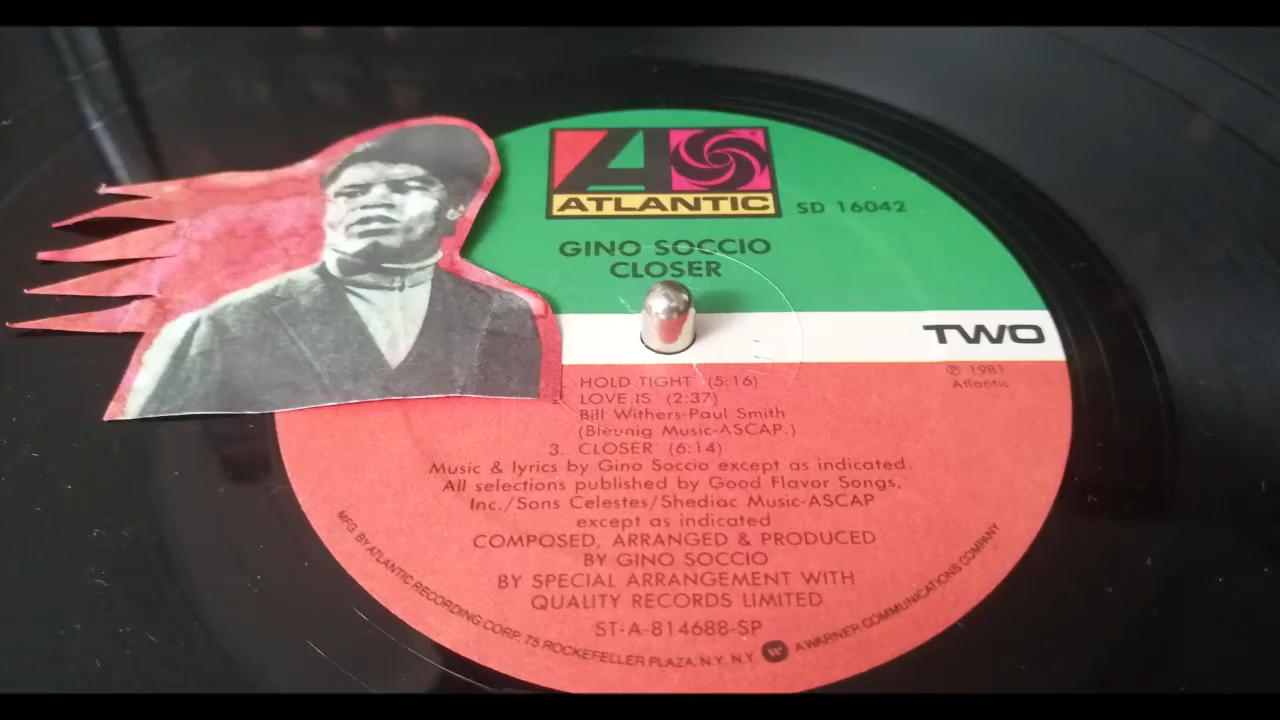 ATLANTIC
SD 16042
GINO SOCCIO
CLOSER
TWO
℗ 1981
Atlantic
HOLD TIGHT (5:16)
2. LOVE IS (2:37)
Bill Withers-Paul Smith
(Bleunig Music-ASCAP.)
3. CLOSER (6:14)
Music & lyrics by Gino Soccio except as indicated.
All selections published by Good Flavor Songs,
Inc./Sons Celestes/Shediac Music-ASCAP
except as indicated
COMPOSED, ARRANGED & PRODUCED
BY GINO SOCCIO
BY SPECIAL ARRANGEMENT WITH
QUALITY RECORDS LIMITED
ST-A-814688-SP
MFG. BY ATLANTIC RECORDING CORP. 75 ROCKEFELLER PLAZA, N.Y. N.Y. A WARNER COMMUNICATIONS COMPANY